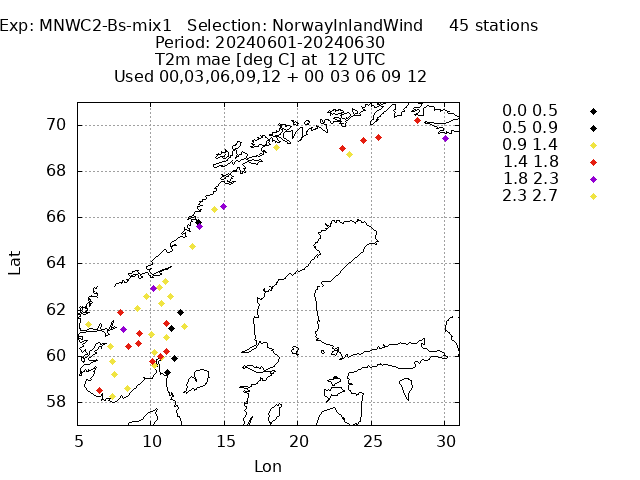 Exp: MNWC2-Bs-mix1 Selection: NorwayInlandWind 45 stations
Period: 20240601-20240630
T2m mae [deg C] at 12 UTC
Used 00,03,06,09,12 + 00 03 06 09 12
0.0 0.5
0.5 0.9
0.9 1.4
1.4 1.8
1.8 2.3
2.3 2.7
70
68
66
64
62
60
58
Lat
5 10 15 20 25 30
Lon